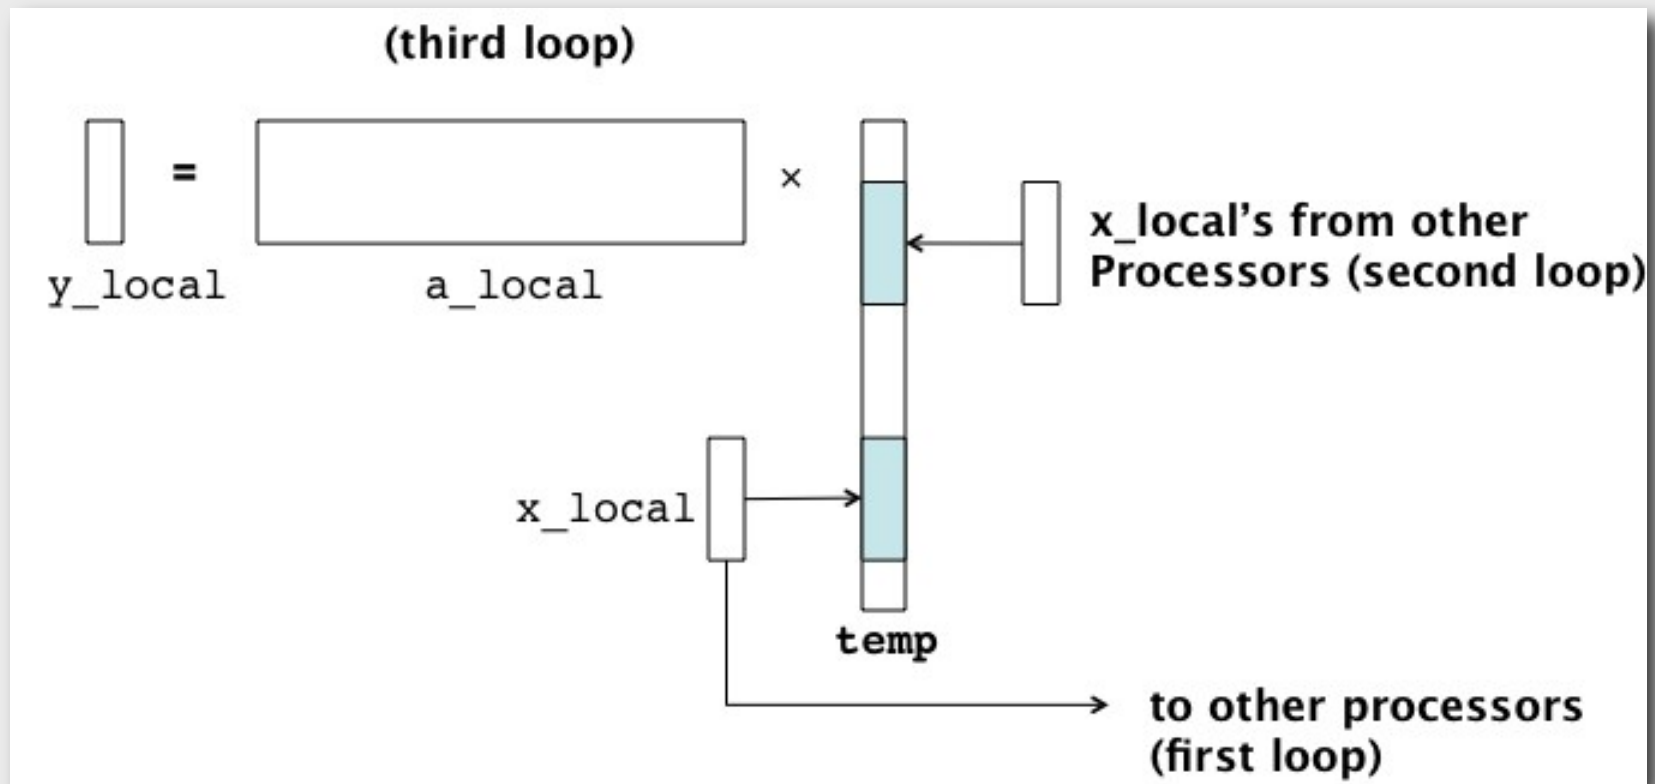 (third loop)
=
×
y_local
a_local
x_local's from other
Processors (second loop)
x_local
temp
to other processors
(first loop)